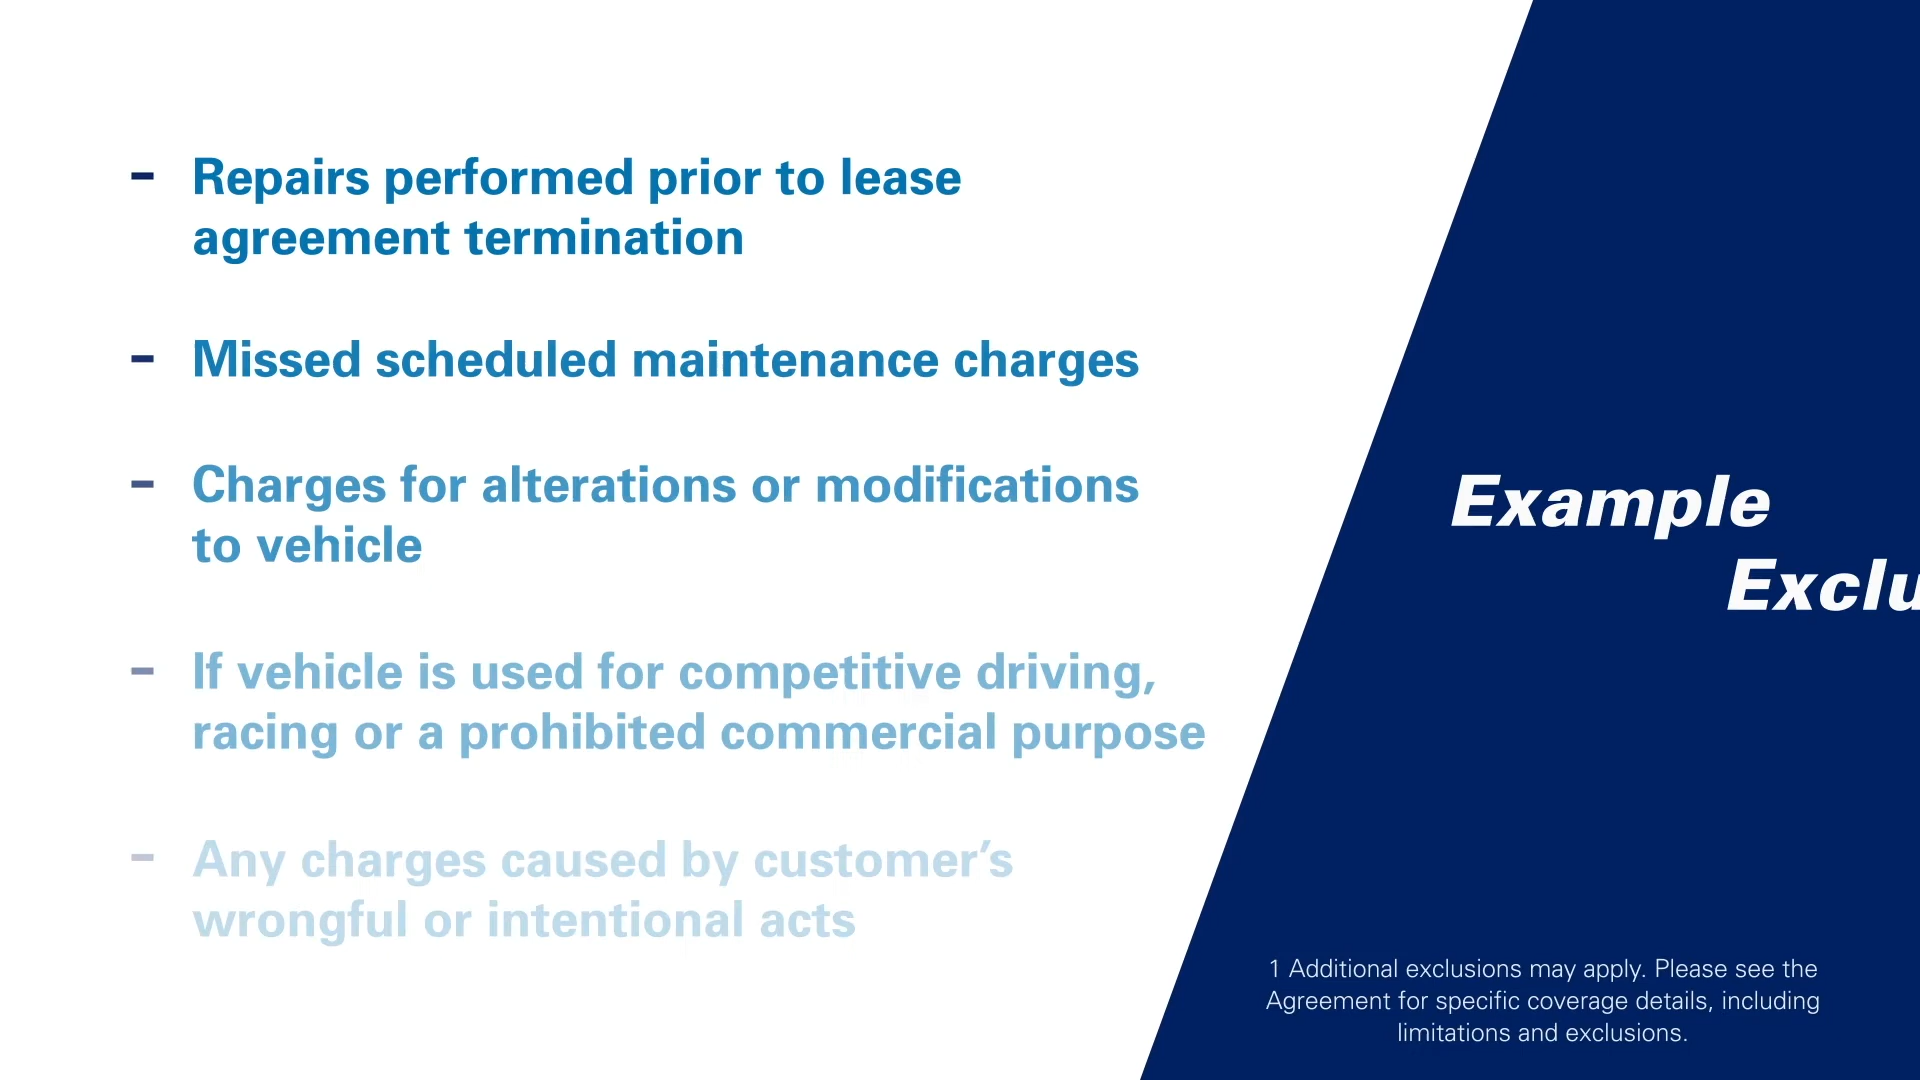 - Repairs performed prior to lease
agreement termination
- Missed scheduled maintenance charges
- Charges for alterations or modifications
to vehicle
- If vehicle is used for competitive driving,
racing or a prohibited commercial purpose
- Any charges caused by customer’s
wrongful or intentional acts
Example
Exclu
1 Additional exclusions may apply. Please see the
Agreement for specific coverage details, including
limitations and exclusions.